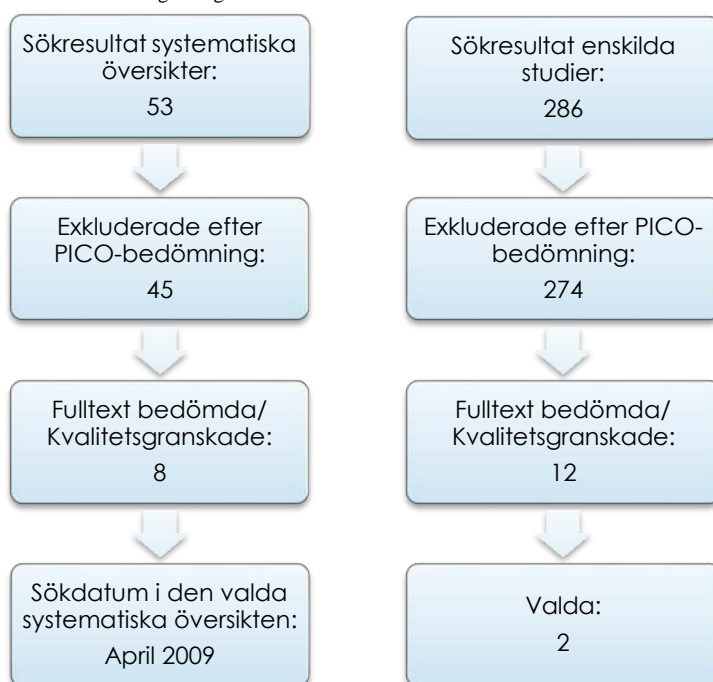 Sökresultat systematiska
översikter:
53
Exkluderade efter
PICO-bedömning:
45
Fulltext bedömda/
Kvalitetsgranskade:
8
Sökdatum i den valda
systematiska översikten:
April 2009
Sökresultat enskilda
studier:
286
Exkluderade efter PICO-
bedömning:
274
Fulltext bedömda/
Kvalitetsgranskade:
12
Valda:
2